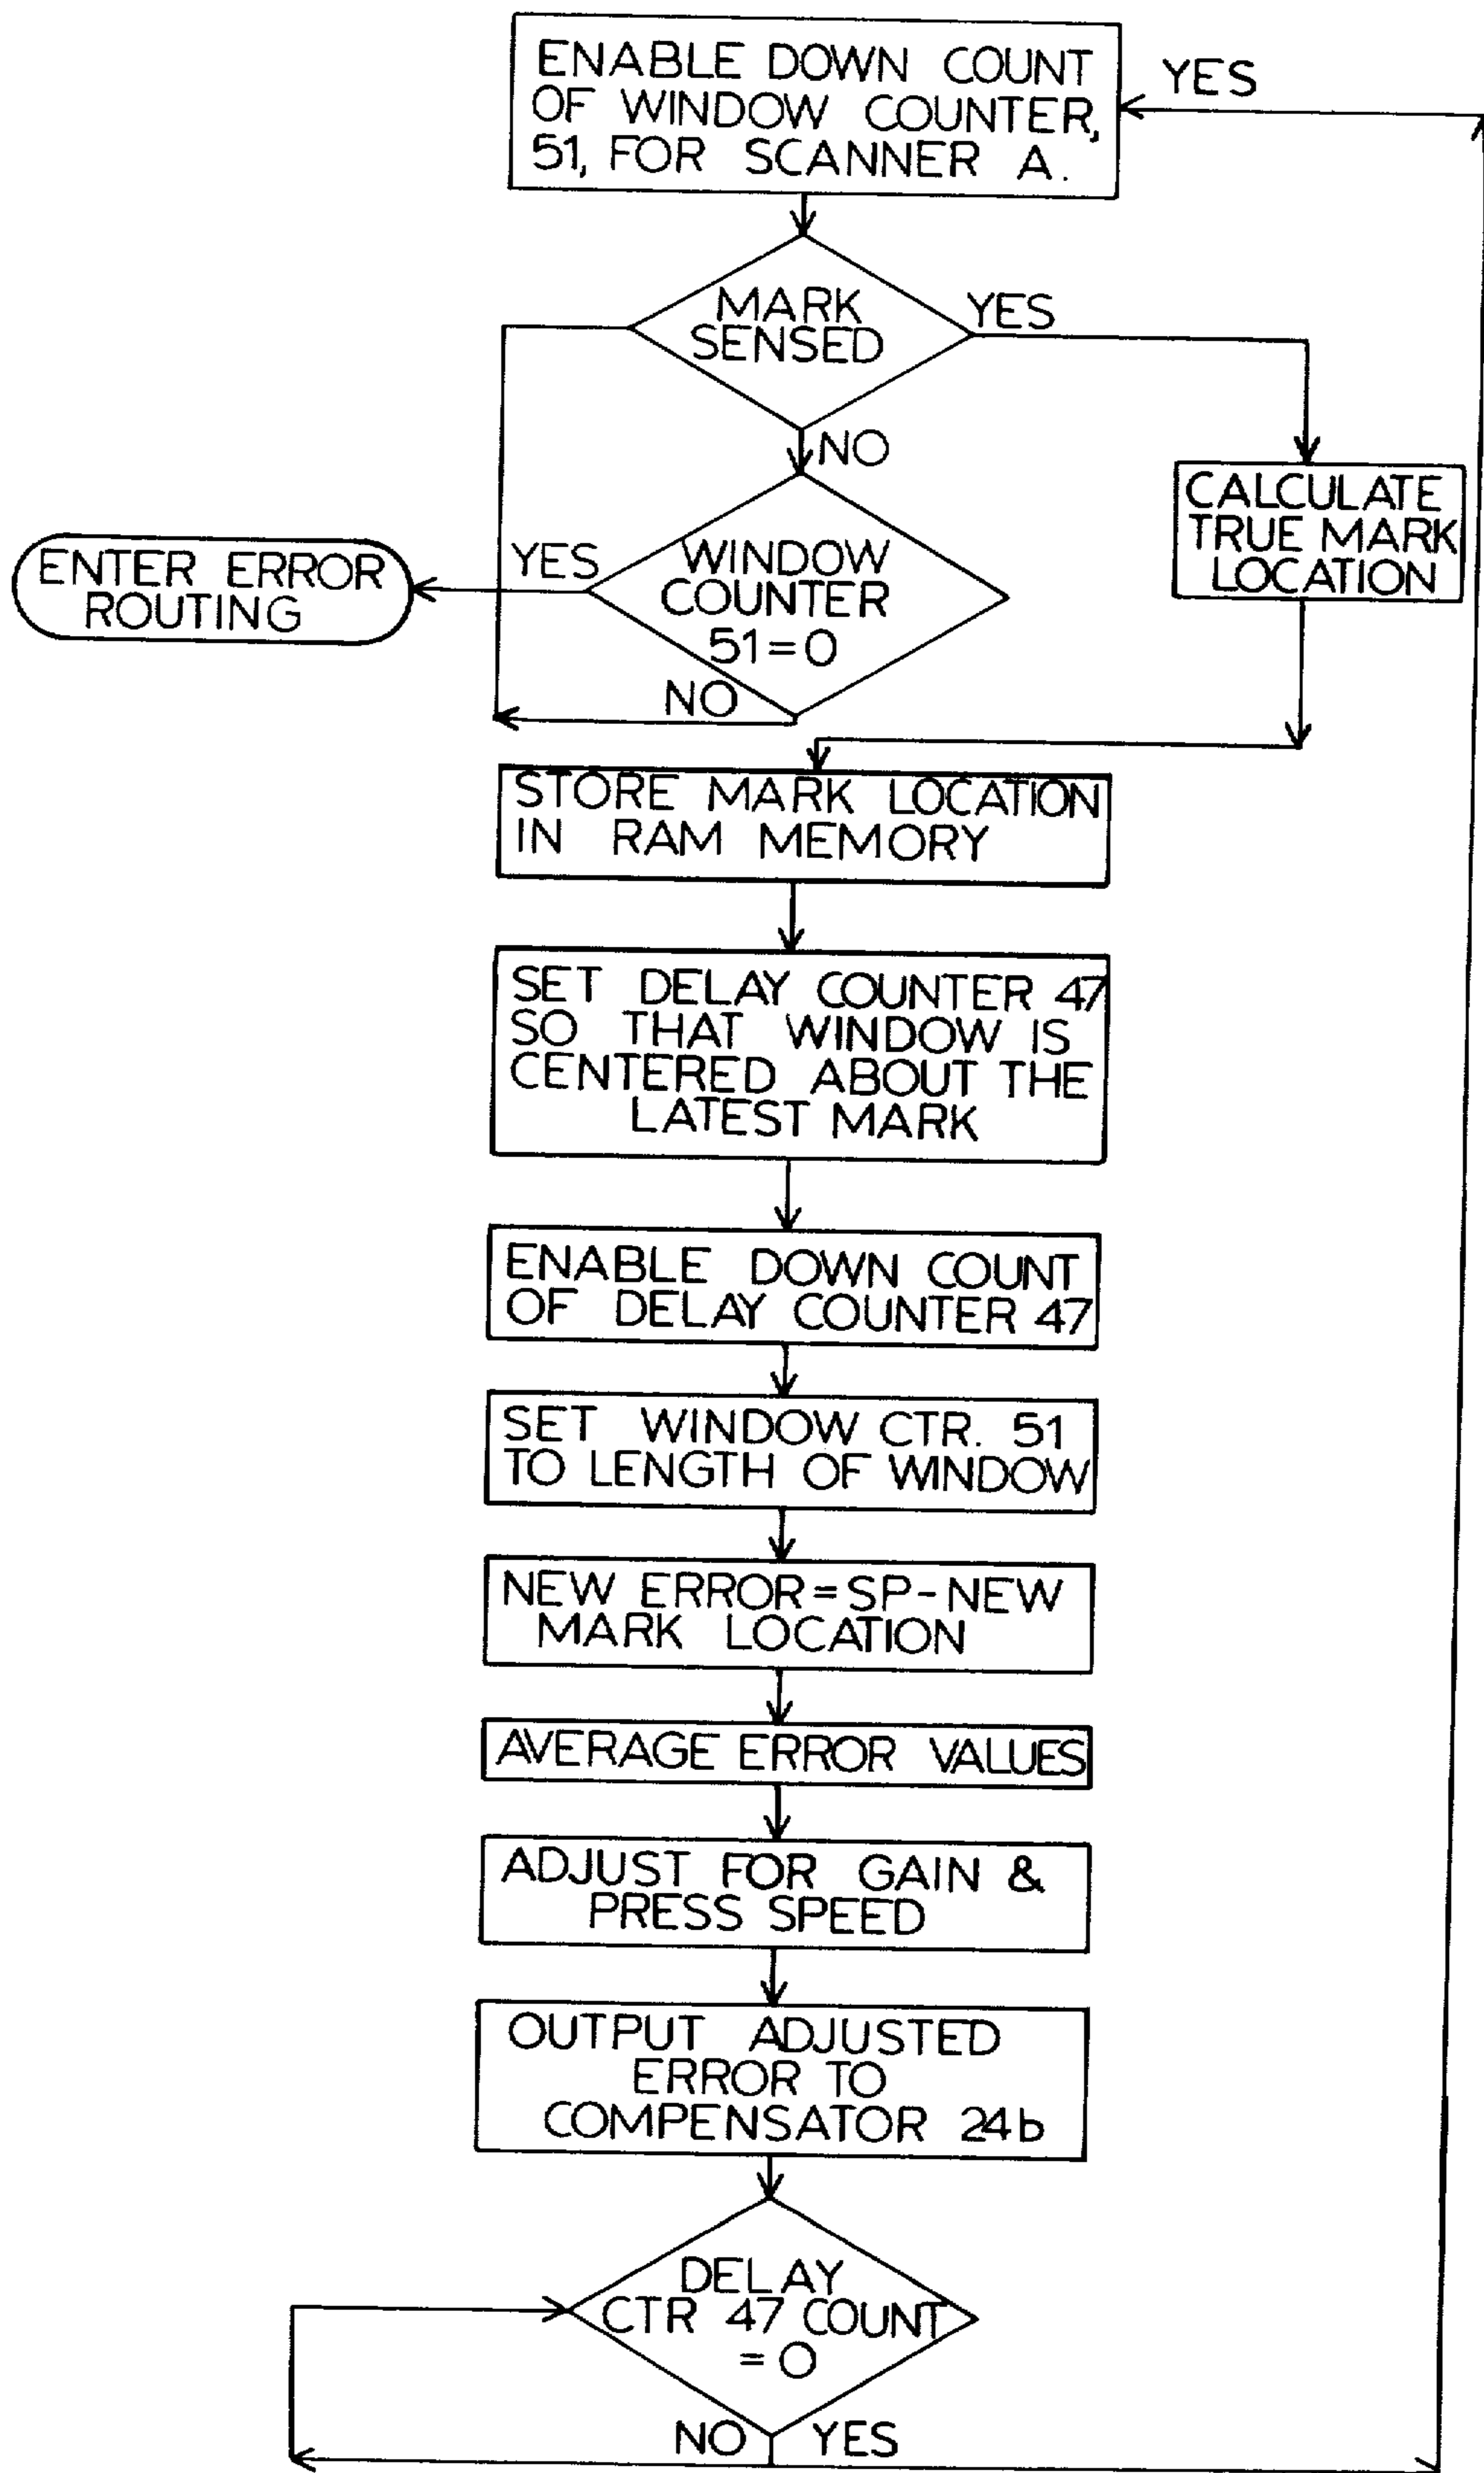 ENABLE DOWN COUNT
OF WINDOW COUNTER,
51, FOR SCANNER A.
YES
MARK
SENSED
YES
NO
WINDOW
COUNTER
51=0
YES
ENTER ERROR
ROUTING
NO
CALCULATE
TRUE MARK
LOCATION
STORE MARK LOCATION
IN RAM MEMORY
SET DELAY COUNTER 47
SO THAT WINDOW IS
CENTERED ABOUT THE
LATEST MARK
ENABLE DOWN COUNT
OF DELAY COUNTER 47
SET WINDOW CTR. 51
TO LENGTH OF WINDOW
NEW ERROR=SP-NEW
MARK LOCATION
AVERAGE ERROR VALUES
ADJUST FOR GAIN &
PRESS SPEED
OUTPUT ADJUSTED
ERROR TO
COMPENSATOR 24b
DELAY
CTR 47 COUNT
=0
NO YES